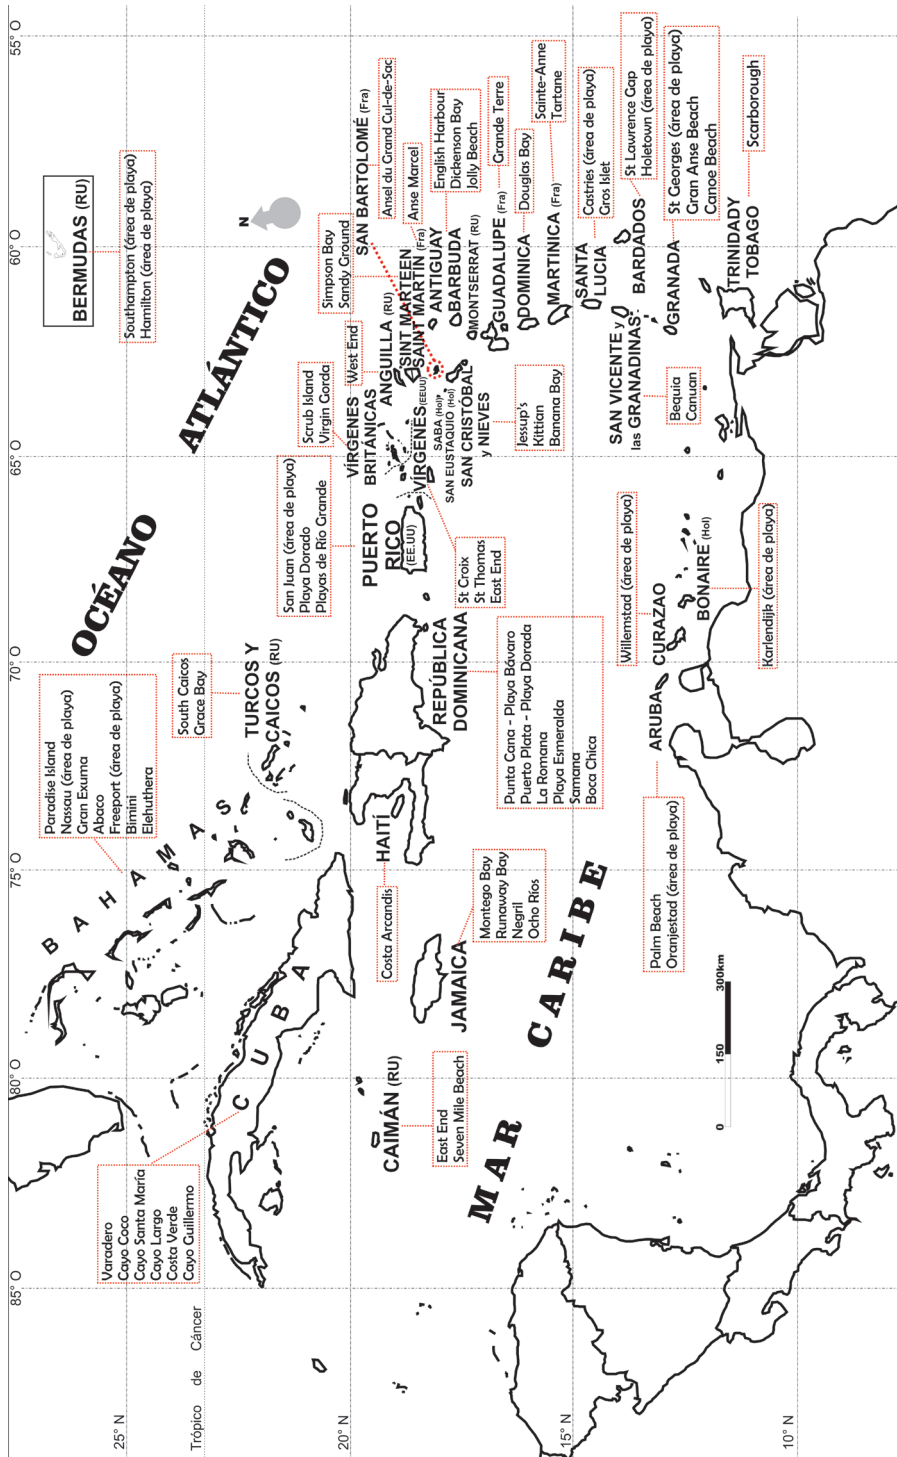 85° O
80° O
75° O
70° O
65° O
60° O
55° O
25° N
Trópico de Cáncer
20° N
15° N
10° N
OCÉANO ATLÁNTICO
MAR CARIBE
N
BERMUDAS (RU)
Southampton (área de playa)
Hamilton (área de playa)
BAHAMAS
Paradise Island
Nasau (área de playa)
Gran Exuma
Abaco
Freeport (área de playa)
Bimini
Elehuthera
CUBA
Varadero
Cayo Coco
Cayo Santa María
Cayo Largo
Costa Verde
Cayo Guillermo
TURCOS Y
CAICOS (RU)
South Caicos
Grace Bay
CAIMÁN (RU)
East End
Seven Mile Beach
JAMAICA
Montego Bay
Runaway Bay
Negril
Ocho Ríos
HAITÍ
Costa Arcandis
REPÚBLICA
DOMINICANA
Punta Cana - Playa Bávaro
Puerto Plata - Playa Dorada
La Romana
Playa Esmeralda
Samana
Boca Chica
PUERTO
RICO
(EE.UU)
San Juan (área de playa)
Playa Dorado
Playas de Río Grande
VÍRGENES (EEUU)
St Croix
St Thomas
East End
VÍRGENES
BRITÁNICAS
Scrub Island
Virgin Gorda
ANGUILLA (RU)
West End
SINT MARTEEN
Simpson Bay
Sandy Ground
SAINT MARTÍN (Fra)
Anse Marcel
SAN BARTOLOMÉ (Fra)
Ansel du Grand Cul-de-Sac
SABA (Hol)
SAN EUSTAQUIO (Hol)
SAN CRISTÓBAL
y NIEVES
Jessup's
Kittian
Banana Bay
ANTIGUAY
BARBUDA
English Harbour
Dickenson Bay
Jolly Beach
MONTSERRAT (RU)
GUADALUPE (Fra)
Grande Terre
DOMINICA
Douglas Bay
MARTINICA (Fra)
Sainte-Anne
Tartane
SANTA
LUCIA
Castries (área de playa)
Gros Islet
BARDADOS
St Lawrence Gap
Holetown (área de playa)
SAN VICENTE y
las GRANADINAS
Bequia
Canuan
GRANADA
St Georges (área de playa)
Gran Anse Beach
Canoe Beach
TRINIDADY
TOBAGO
Scarborough
ARUBA
Palm Beach
Oranjestad (área de playa)
CURAZAO
Willemstad (área de playa)
BONAIRE (Hol)
Karlendijk (área de playa)
0 150 300km